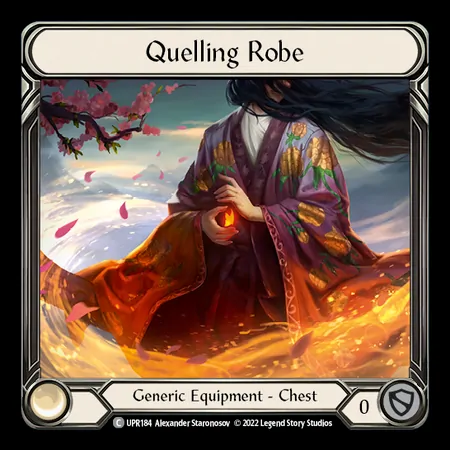 Quelling Robe
Generic Equipment - Chest
0
C UPR184 Alexander Staronosov © 2022 Legend Story Studios